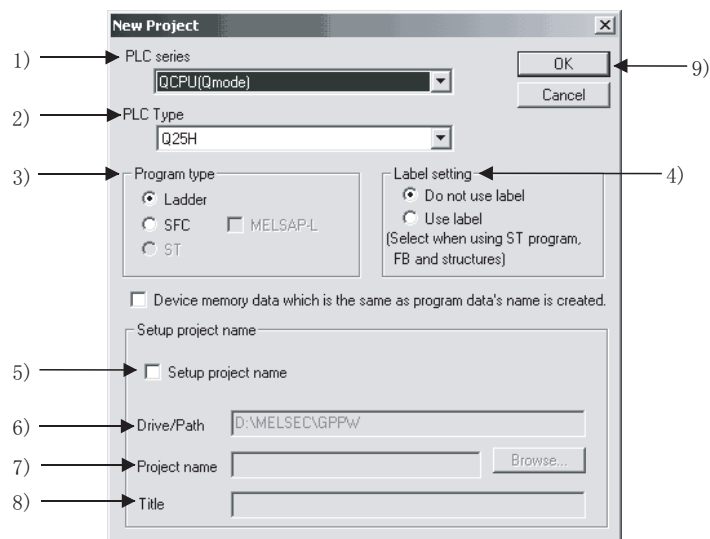 New Project
1)
PLC series
QCPU(Qmode)
OK
9)
Cancel
2)
PLC Type
Q25H
3)
Program type
Ladder
SFC
MELSAP-L
ST
Label setting
4)
Do not use label
Use label
(Select when using ST program,
FB and structures)
Device memory data which is the same as program data's name is created.
Setup project name
5)
Setup project name
6)
Drive/Path
D:\MELSEC\GPPW
7)
Project name
Browse...
8)
Title